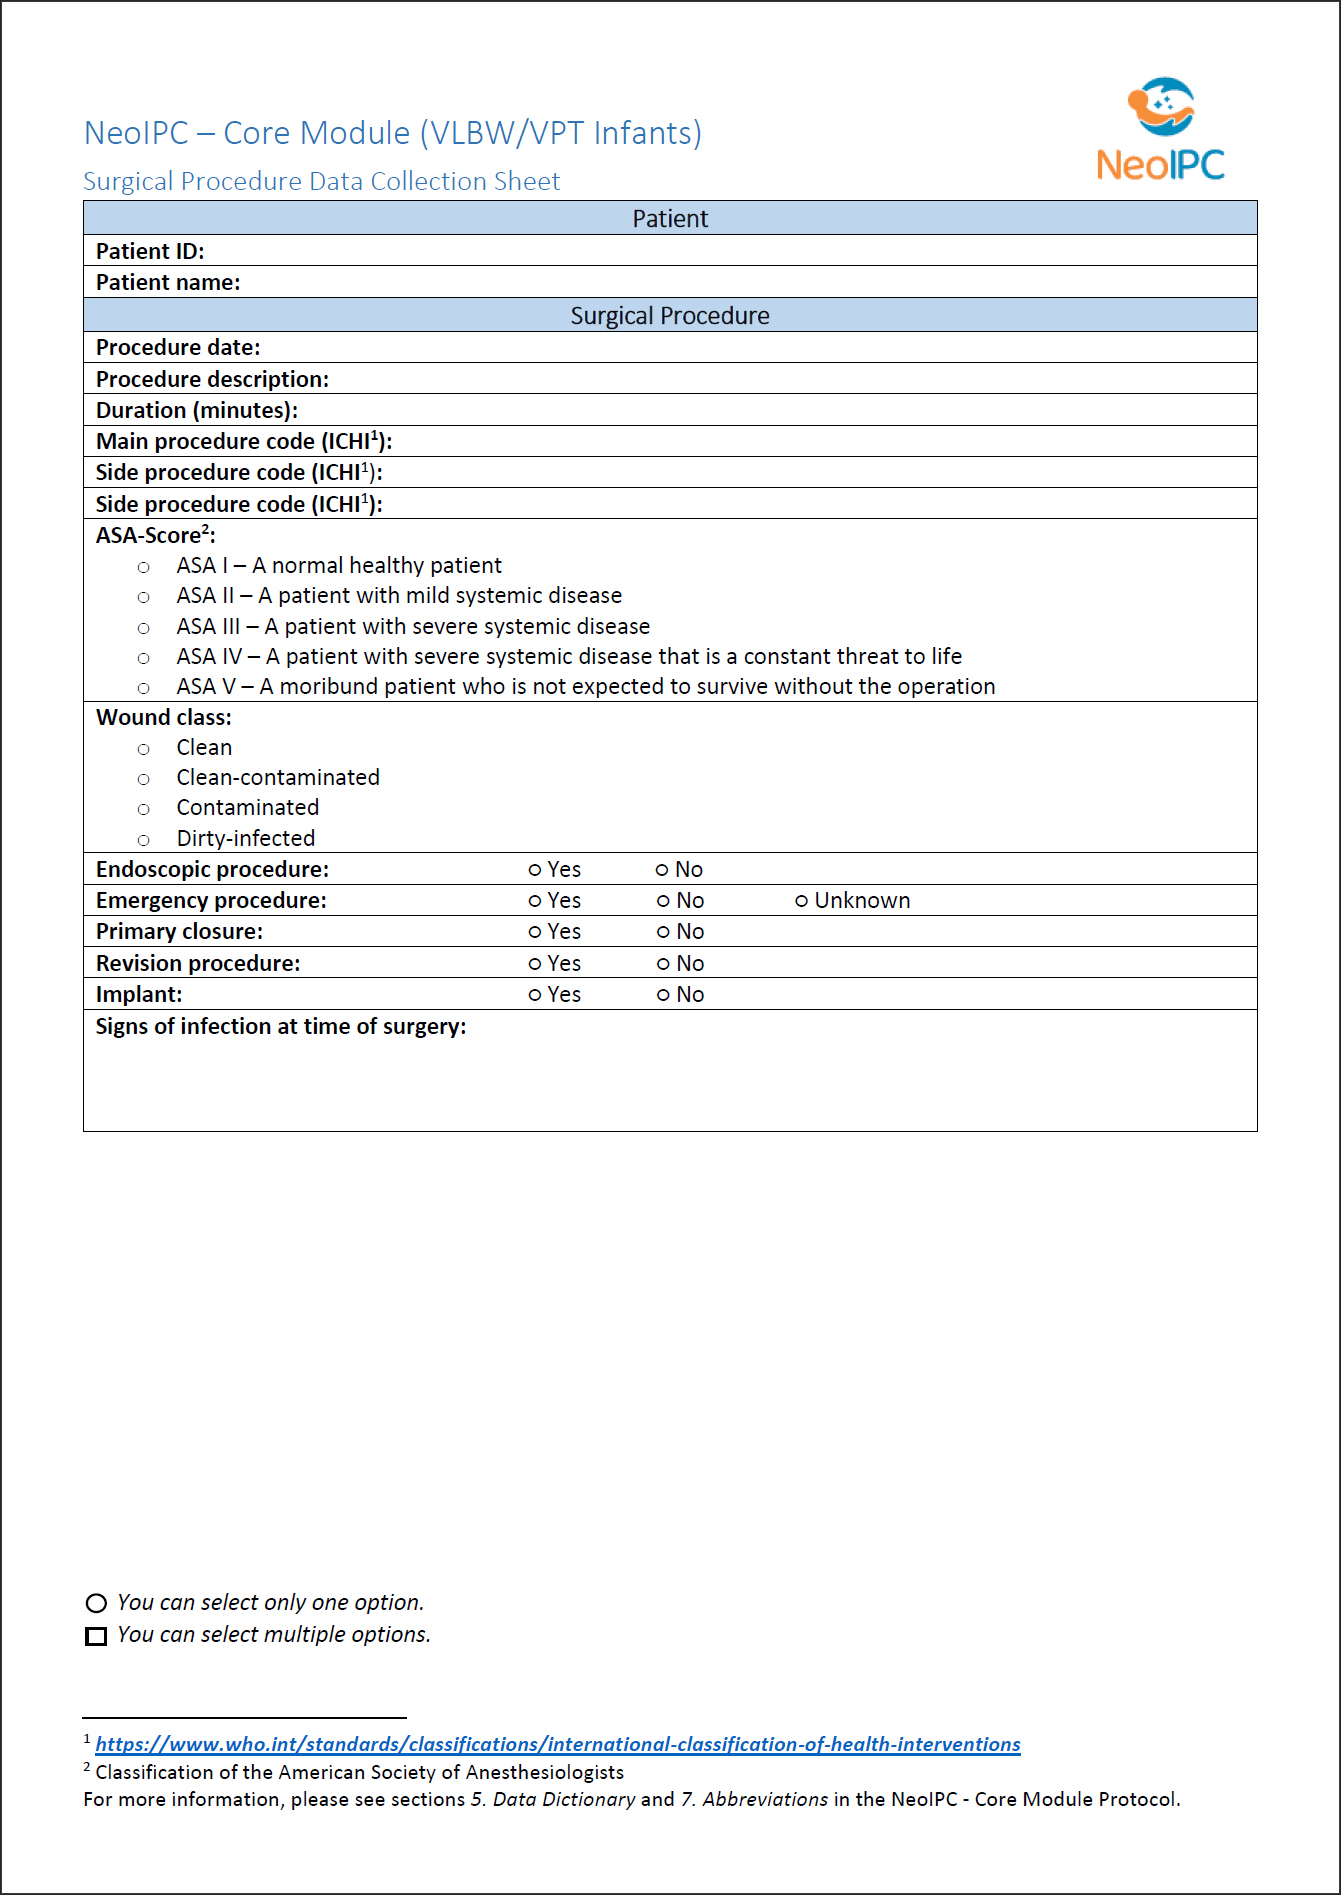 NeoIPC – Core Module (VLBW/VPT Infants)
NeoIPC
Surgical Procedure Data Collection Sheet
Patient
Patient ID:
Patient name:
Surgical Procedure
Procedure date:
Procedure description:
Duration (minutes):
Main procedure code (ICHI¹):
Side procedure code (ICHI¹):
Side procedure code (ICHI¹):
ASA-Score²:
○ ASA I – A normal healthy patient
○ ASA II – A patient with mild systemic disease
○ ASA III – A patient with severe systemic disease
○ ASA IV – A patient with severe systemic disease that is a constant threat to life
○ ASA V – A moribund patient who is not expected to survive without the operation
Wound class:
○ Clean
○ Clean-contaminated
○ Contaminated
○ Dirty-infected
Endoscopic procedure: ○ Yes ○ No
Emergency procedure: ○ Yes ○ No ○ Unknown
Primary closure: ○ Yes ○ No
Revision procedure: ○ Yes ○ No
Implant: ○ Yes ○ No
Signs of infection at time of surgery:
○ You can select only one option.
□ You can select multiple options.
¹ https://www.who.int/standards/classifications/international-classification-of-health-interventions
² Classification of the American Society of Anesthesiologists
For more information, please see sections 5. Data Dictionary and 7. Abbreviations in the NeoIPC - Core Module Protocol.